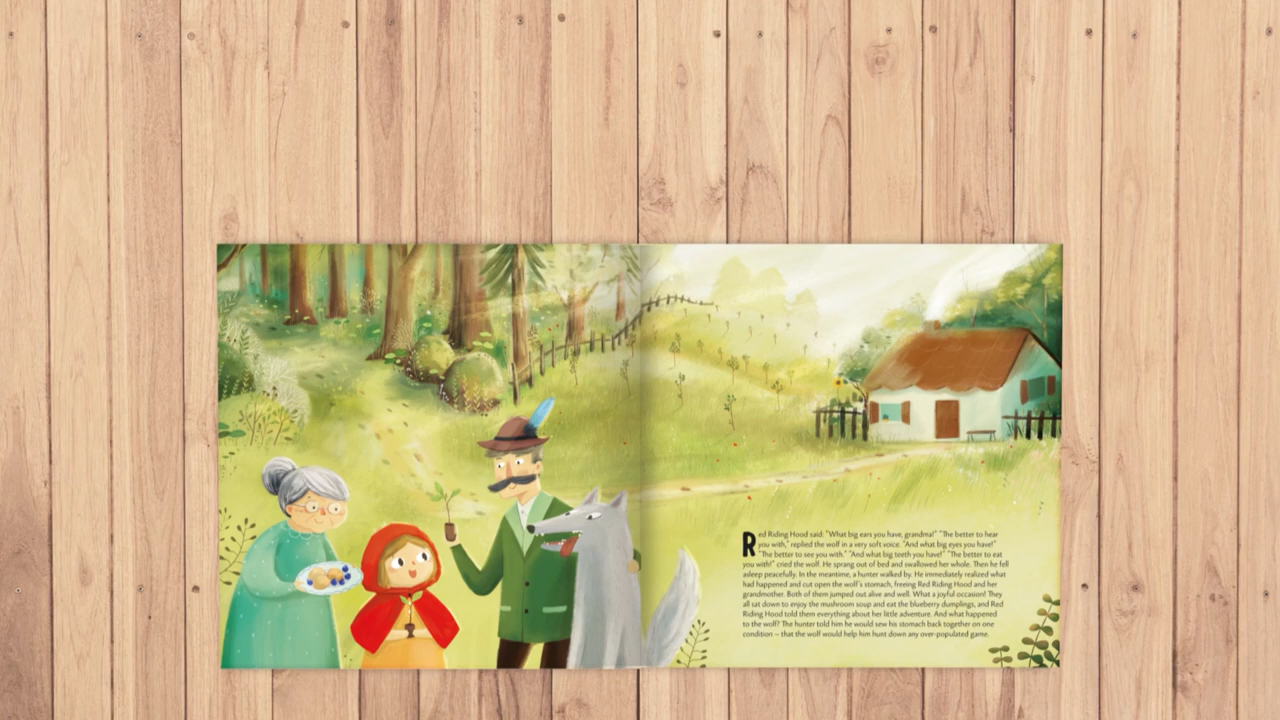 Red Riding Hood said: "What big ears you have, grandma!" "The better to hear
you with," replied the wolf in a very soft voice. "And what big eyes you have!"
"The better to see you with." "And what big teeth you have!" "The better to eat
you with!" cried the wolf. He sprang out of bed and swallowed her whole. Then he fell
asleep peacefully. In the meantime, a hunter walked by. He immediately realized what
had happened and cut open the wolf's stomach, freeing Red Riding Hood and her
grandmother. Both of them jumped out alive and well. What a joyful occasion! They
all sat down to enjoy the mushroom soup and eat the blueberry dumplings, and Red
Riding Hood told them everything about her little adventure. And what happened
to the wolf? The hunter told him he would sew his stomach back together on one
condition – that the wolf would help him hunt down any over-populated game.